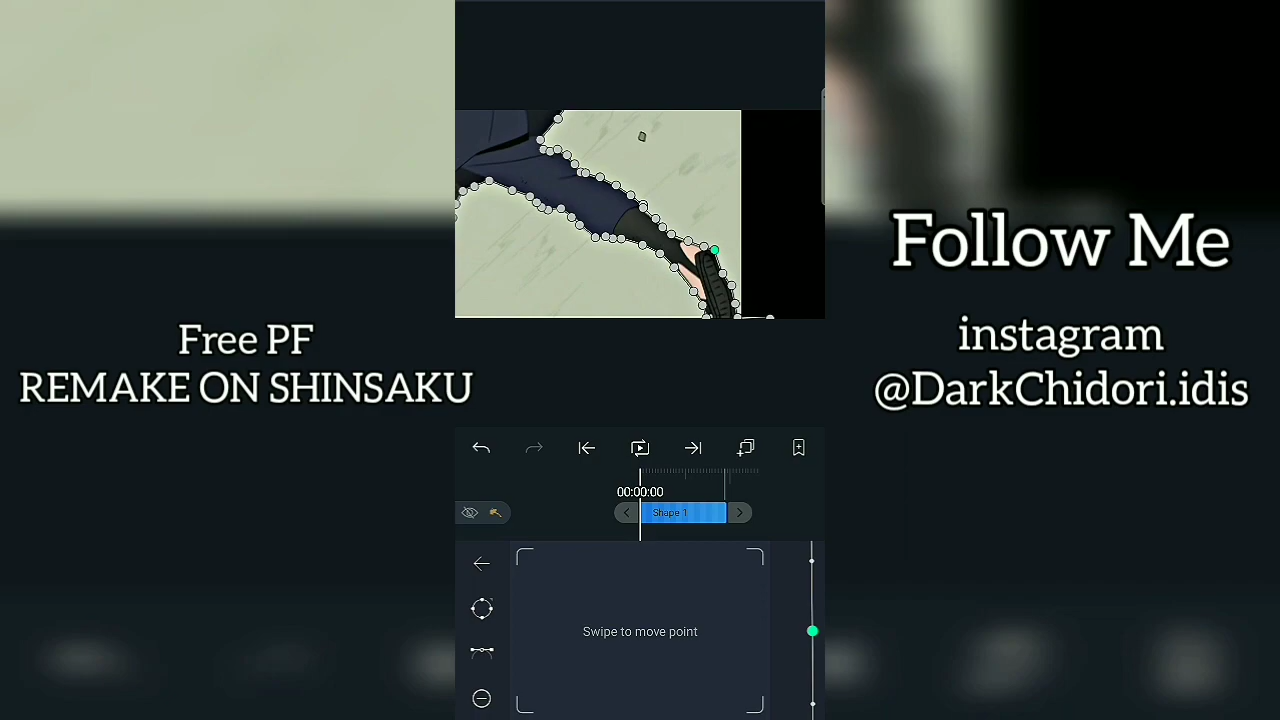 Free PF
REMAKE ON SHINSAKU
Follow Me
instagram
@DarkChidori.idis
00:00:00
Shape 1
Swipe to move point